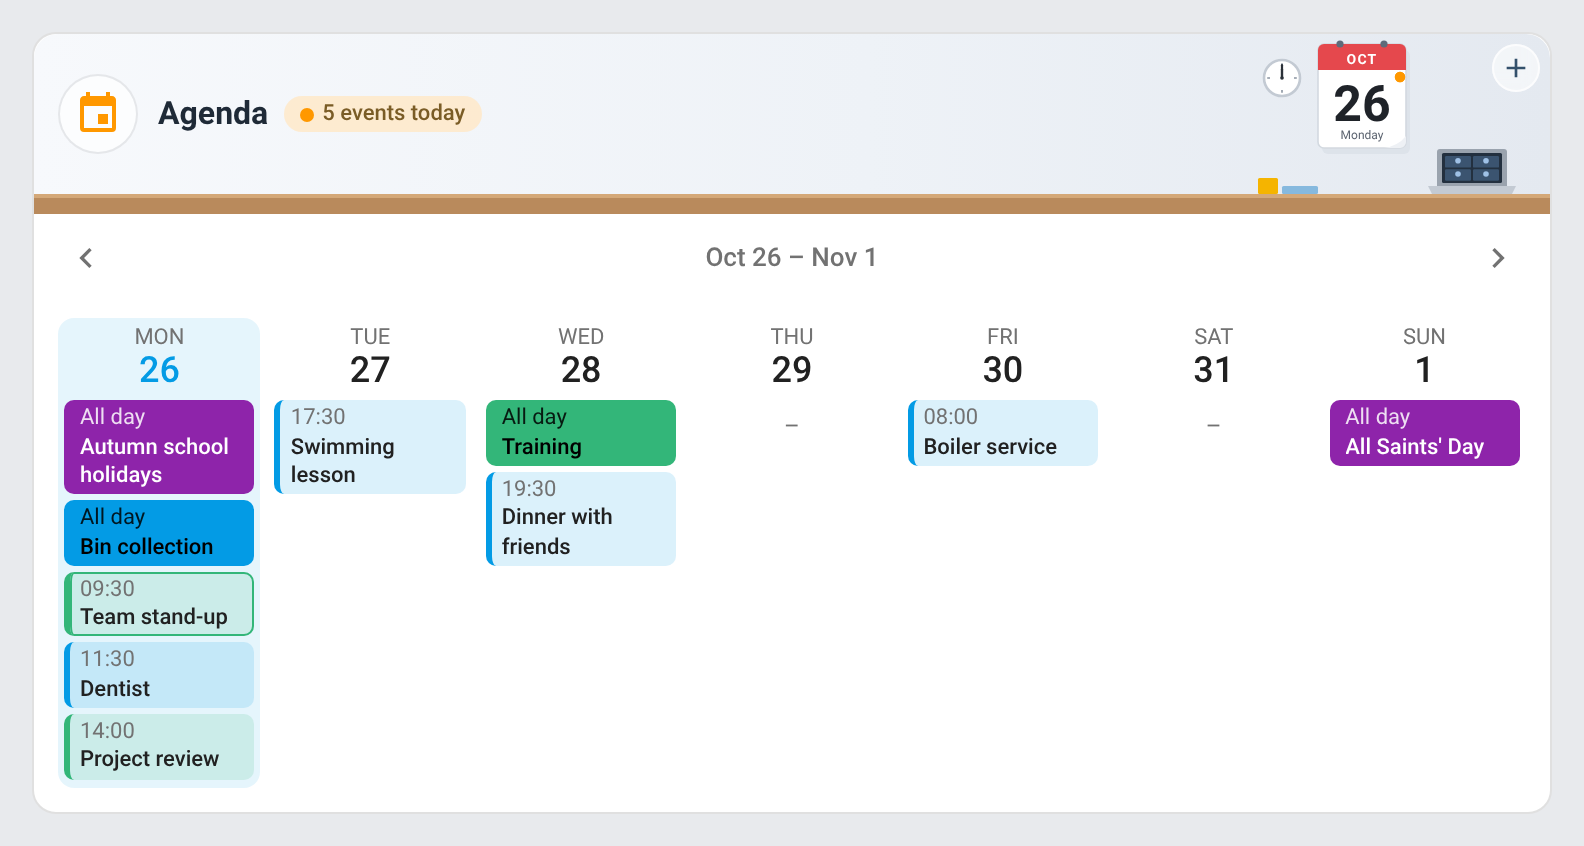 Agenda
5 events today
OCT
26
Monday
Oct 26 – Nov 1
MON
26
All day
Autumn school
holidays
All day
Bin collection
09:30
Team stand-up
11:30
Dentist
14:00
Project review
TUE
27
17:30
Swimming
lesson
WED
28
All day
Training
19:30
Dinner with
friends
THU
29
–
FRI
30
08:00
Boiler service
SAT
31
–
SUN
1
All day
All Saints' Day